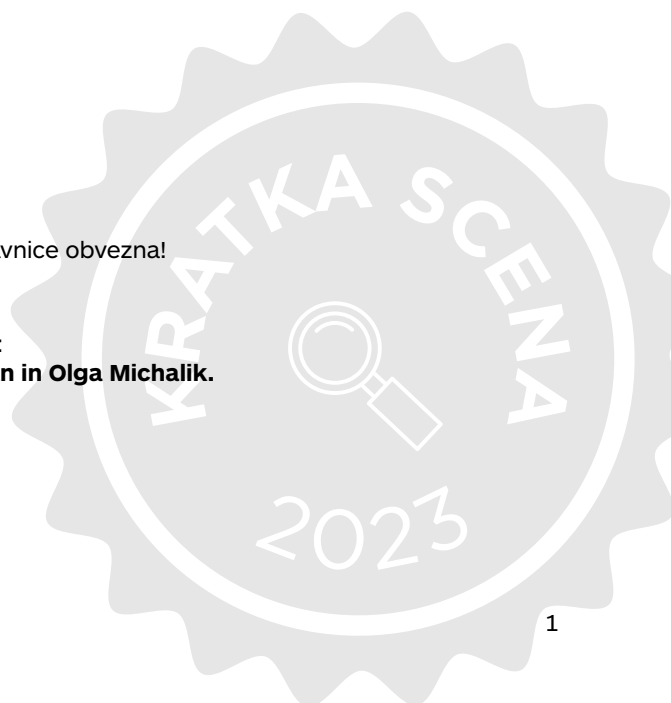 KRATKA SCENA
vnice obvezna!
:
n in Olga Michalik.
2023
1